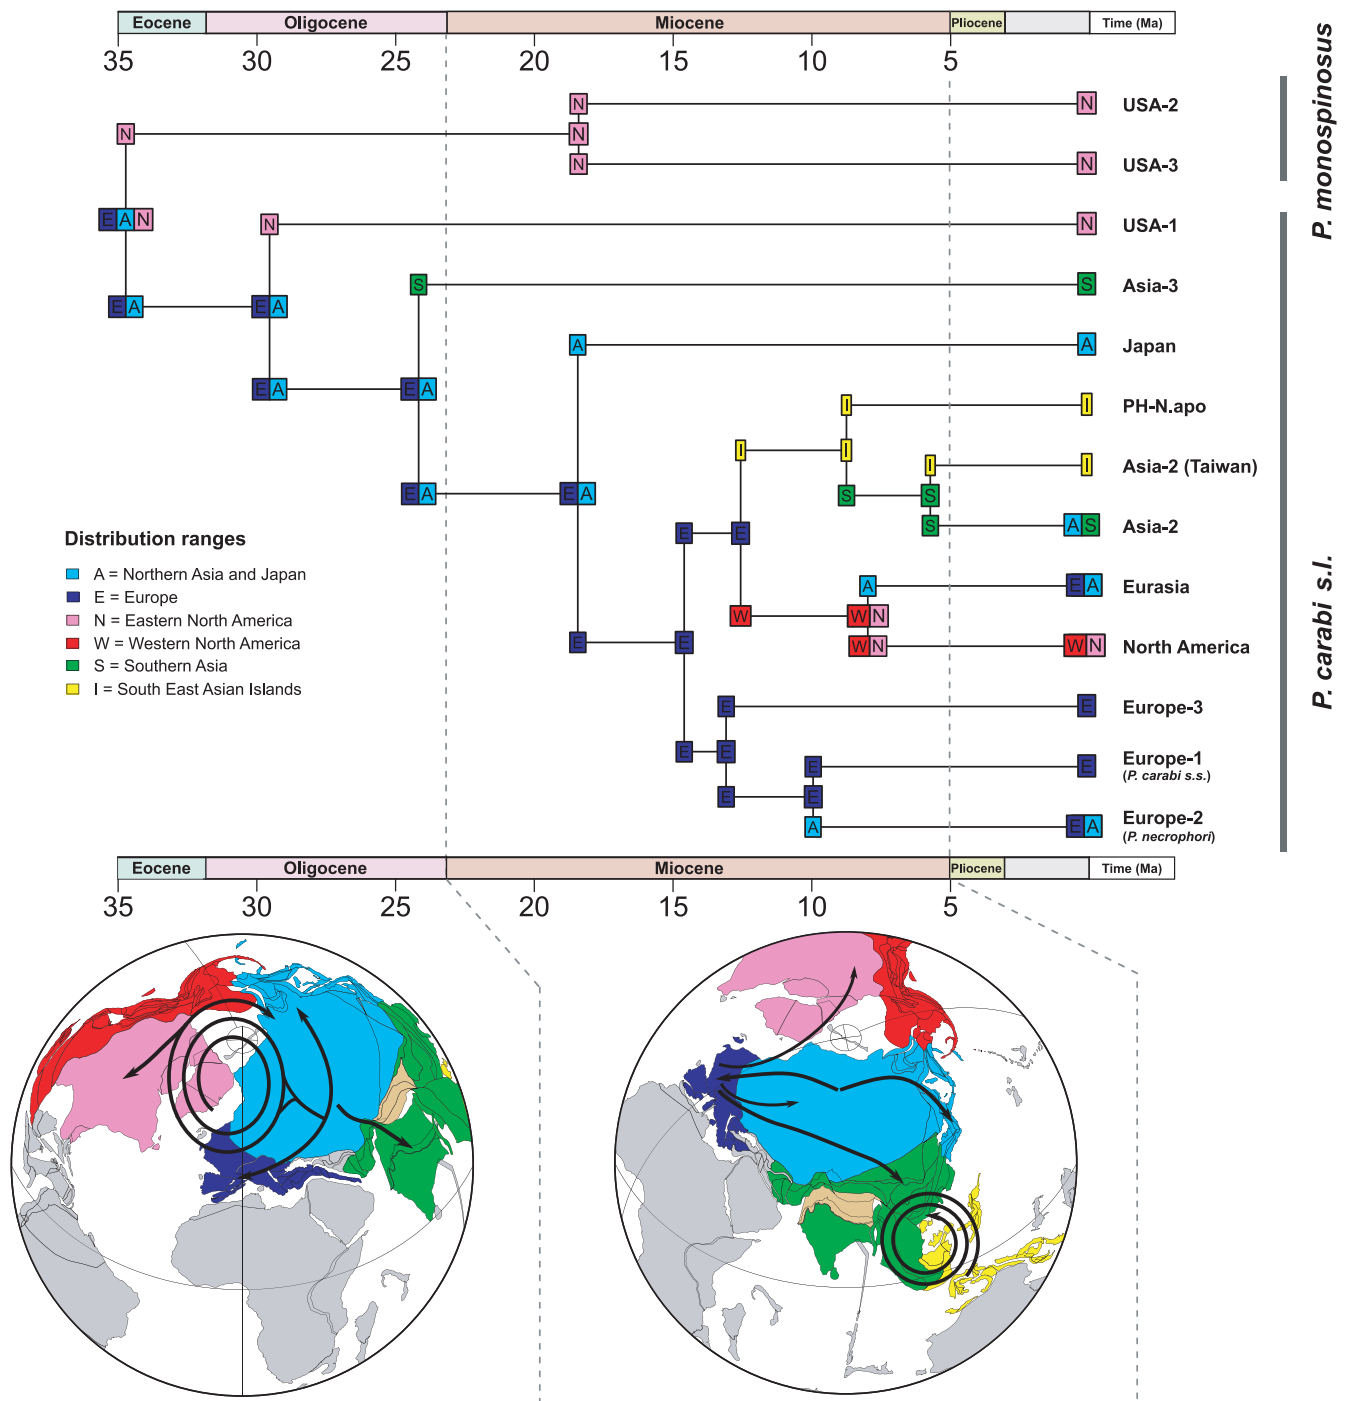 Eocene Oligocene Miocene Pliocene Time (Ma)
35 30 25 20 15 10 5
N N USA-2
N N
N N USA-3
P. monospinosus
E A N N N USA-1
S S Asia-3
E A E A
A A Japan
E A E A
I I PH-N.apo
I I
I I Asia-2 (Taiwan)
E A E A S S
S A S Asia-2
E E
Distribution ranges
A = Northern Asia and Japan
E = Europe
N = Eastern North America
W = Western North America
S = Southern Asia
I = South East Asian Islands
A E A Eurasia
W W N
E E W N W N North America
P. carabi s.l.
E E Europe-3
E E
E E Europe-1
(P. carabi s.s.)
E E
A E A Europe-2
(P. necrophori)
Eocene Oligocene Miocene Pliocene Time (Ma)
35 30 25 20 15 10 5